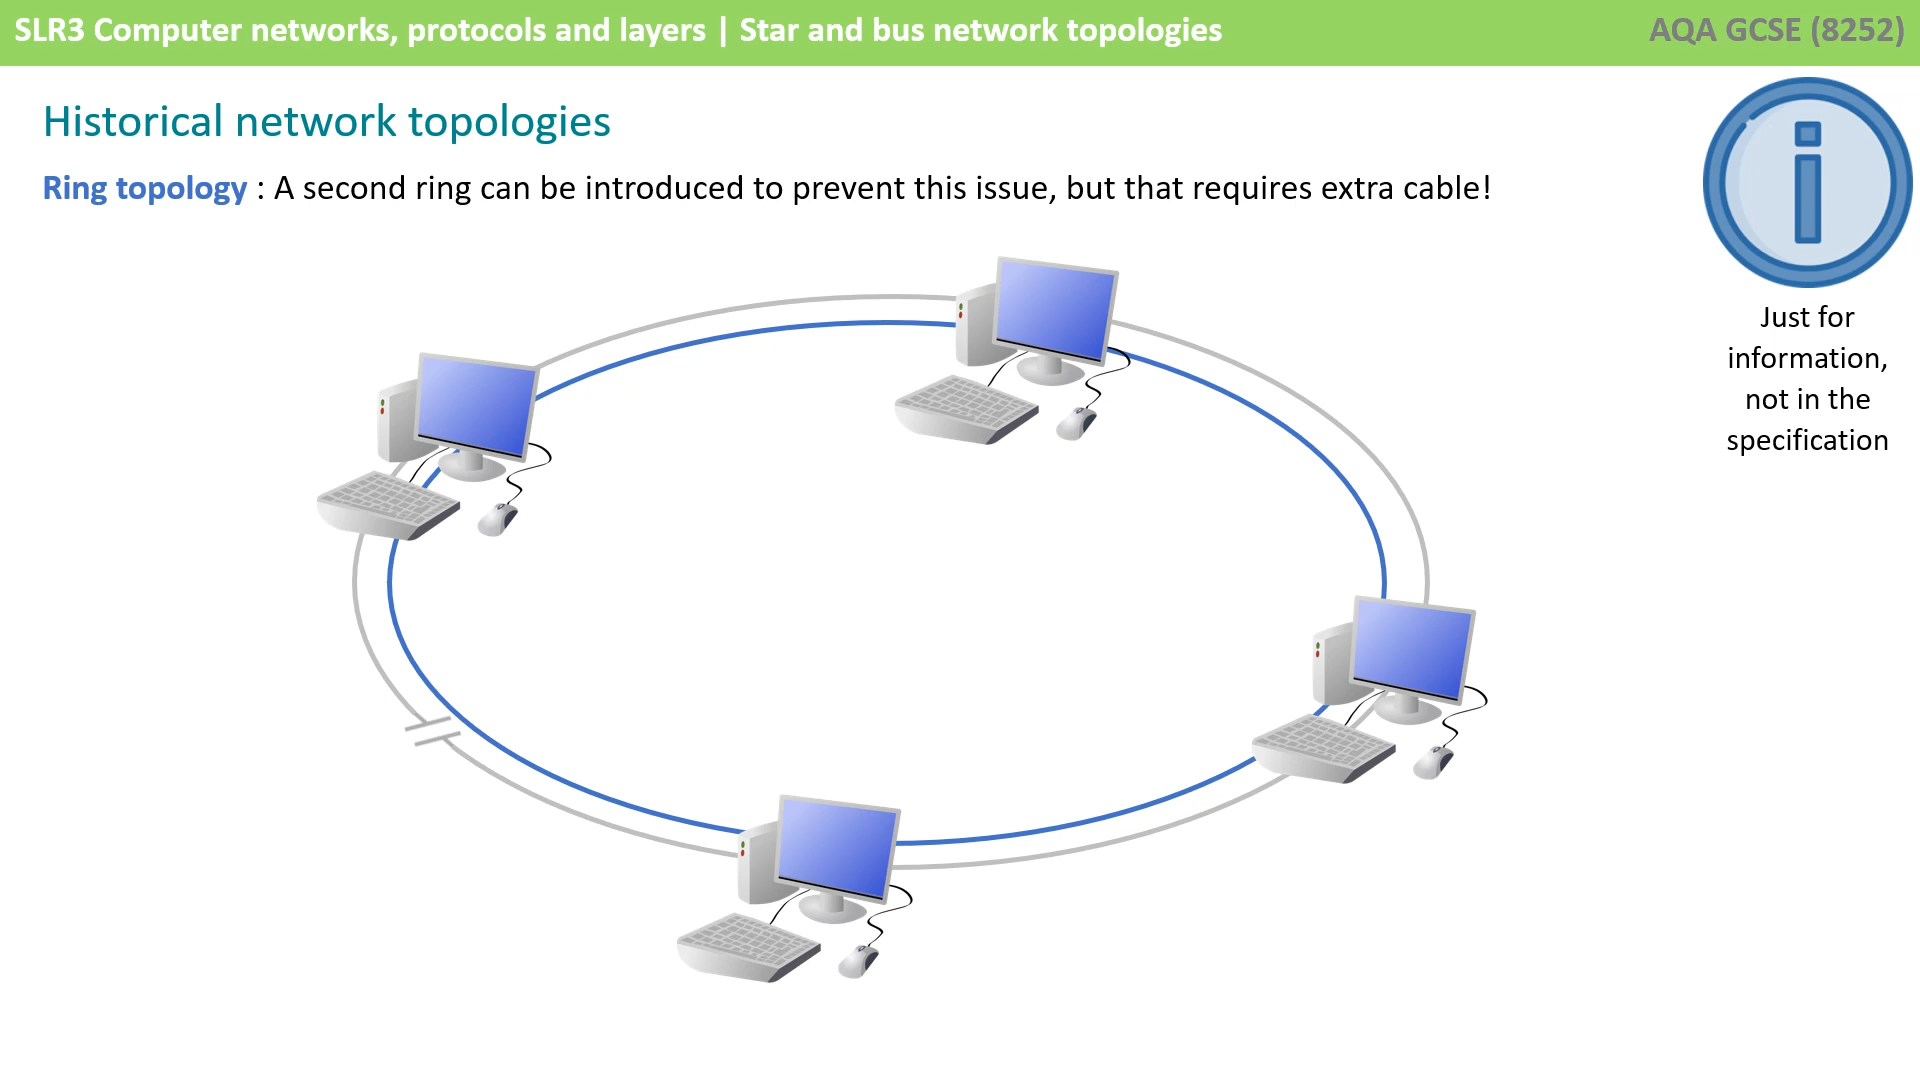 SLR3 Computer networks, protocols and layers | Star and bus network topologies
AQA GCSE (8252)
Historical network topologies
Ring topology : A second ring can be introduced to prevent this issue, but that requires extra cable!
Just for
information,
not in the
specification